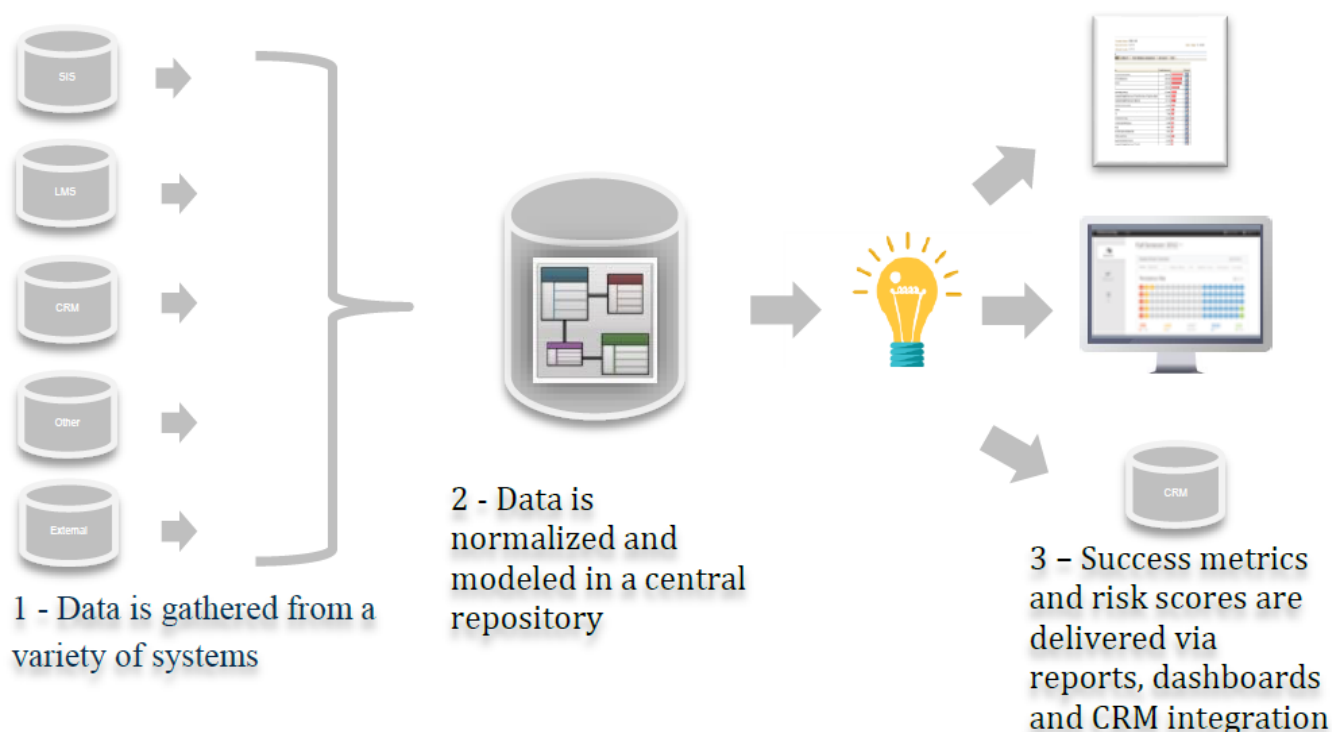 SIS
LMS
CRM
Other
External
1 - Data is gathered from a
variety of systems
2 - Data is
normalized and
modeled in a central
repository
CRM
3 – Success metrics
and risk scores are
delivered via
reports, dashboards
and CRM integration